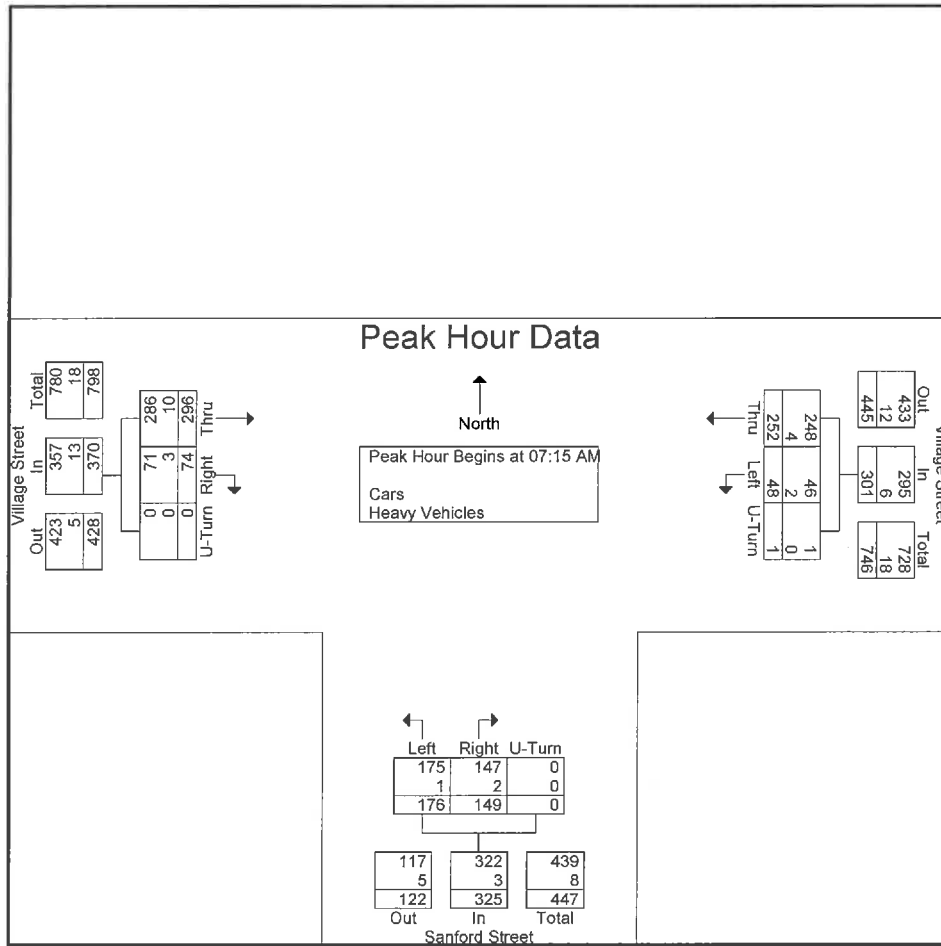 Peak Hour Data
North
Peak Hour Begins at 07:15 AM
Cars
Heavy Vehicles
Village Street
Out In Total
423 357 780
5 13 18
428 370 798
U-Turn Right Thru
0 71 286
0 3 10
0 74 296
Village Street
Out In Total
433 295 728
12 6 18
445 301 746
Thru Left U-Turn
248 46 1
4 2 0
252 48 1
Left Right U-Turn
175 147 0
1 2 0
176 149 0
117 322 439
5 3 8
122 325 447
Out In Total
Sanford Street